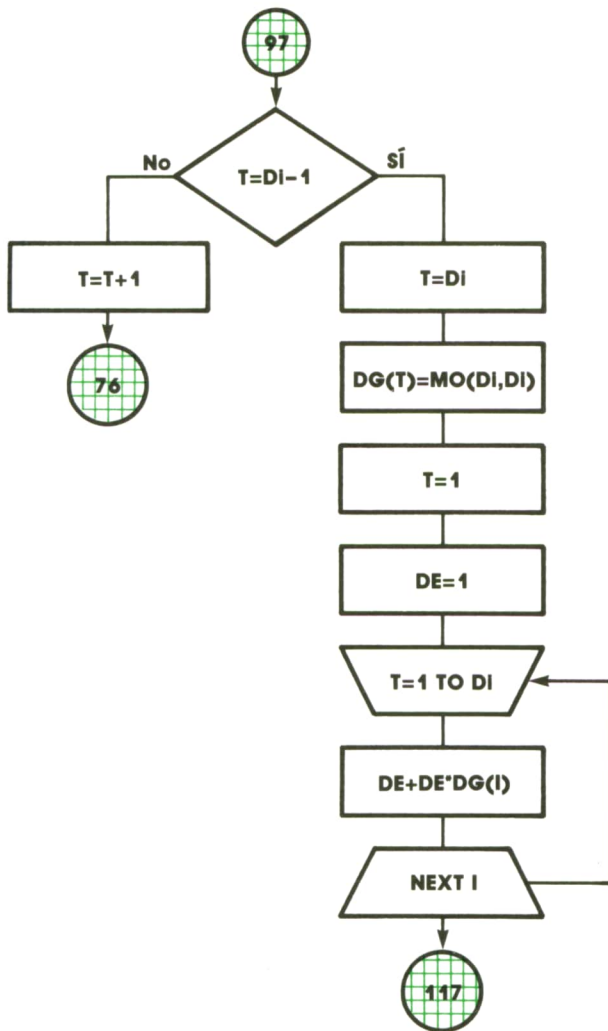 97
T=Di-1
No
SÍ
T=T+1
76
T=Di
DG(T)=MO(Di,Di)
T=1
DE=1
T=1 TO Di
DE+DE*DG(I)
NEXT I
117